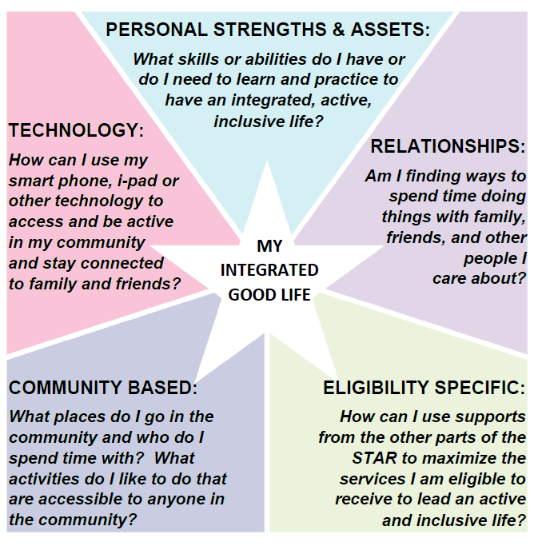 PERSONAL STRENGTHS & ASSETS:
What skills or abilities do I have or
do I need to learn and practice to
have an integrated, active,
inclusive life?
TECHNOLOGY:
How can I use my
smart phone, i-pad or
other technology to
access and be active
in my community
and stay connected
to family and friends?
RELATIONSHIPS:
Am I finding ways to
spend time doing
things with family,
friends, and other
people I
care about?
MY
INTEGRATED
GOOD LIFE
COMMUNITY BASED:
What places do I go in the
community and who do I
spend time with?  What
activities do I like to do that
are accessible to anyone in
the community?
ELIGIBILITY SPECIFIC:
How can I use supports
from the other parts of the
STAR to maximize the
services I am eligible to
receive to lead an active
and inclusive life?